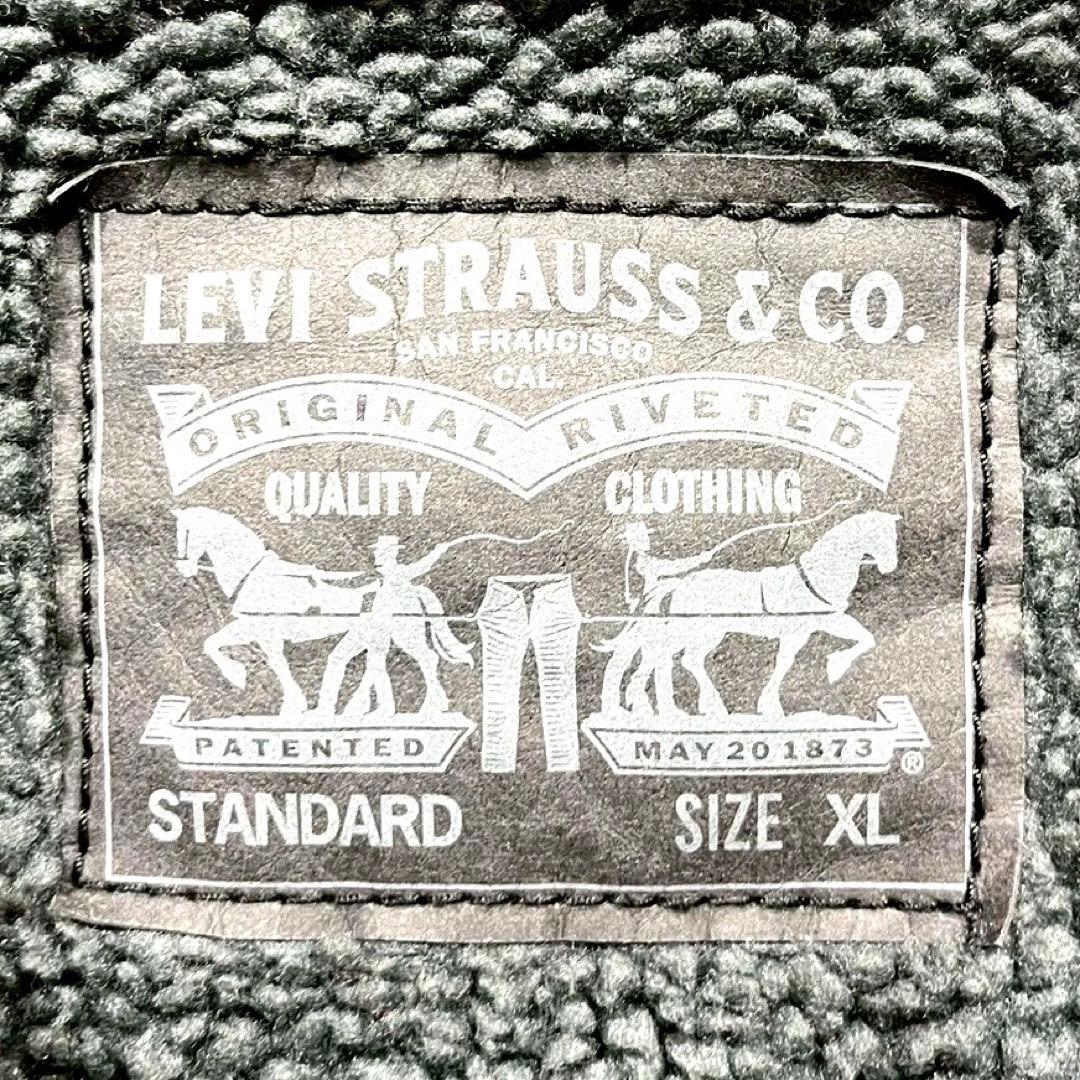 LEVI STRAUSS & CO.
SAN FRANCISCO
CAL.
ORIGINAL RIVETED
QUALITY CLOTHING
PATENTED MAY 20 1873 ®
STANDARD SIZE XL